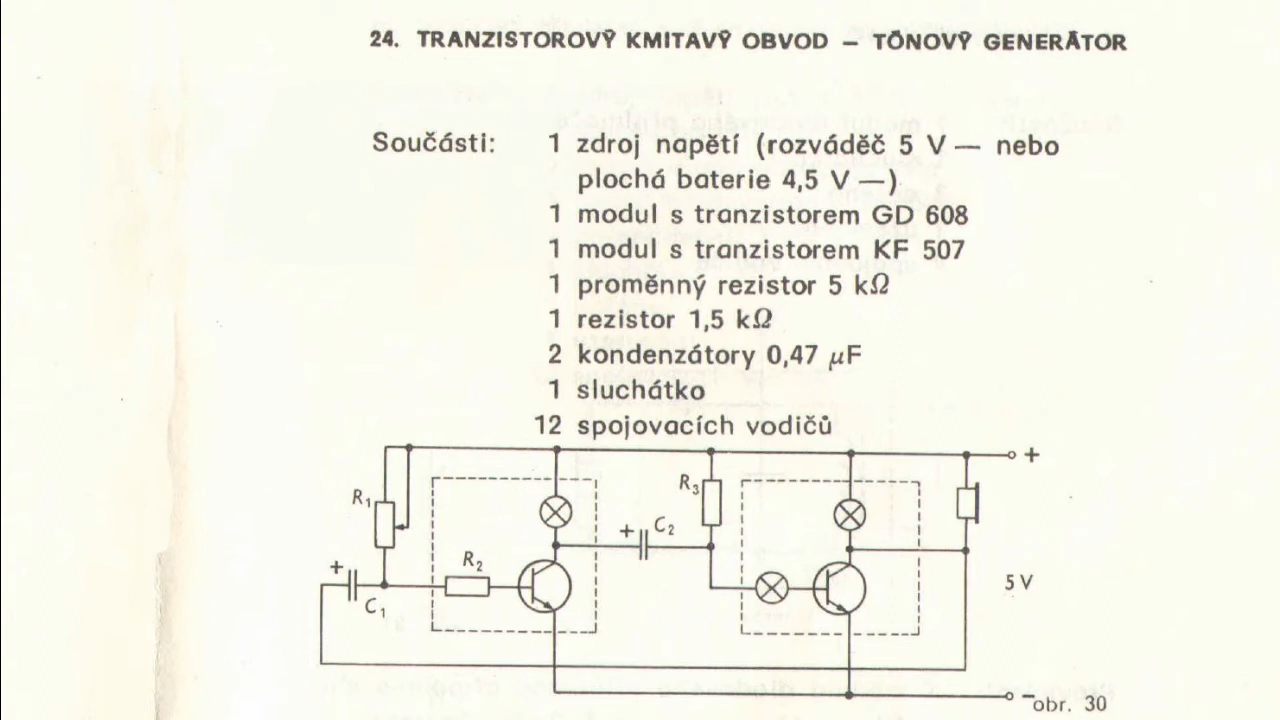 24. TRANZISTOROVÝ KMITAVÝ OBVOD – TÓNOVÝ GENERÁTOR
Součásti: 1 zdroj napětí (rozváděč 5 V — nebo
plochá baterie 4,5 V —)
1 modul s tranzistorem GD 608
1 modul s tranzistorem KF 507
1 proměnný rezistor 5 kΩ
1 rezistor 1,5 kΩ
2 kondenzátory 0,47 μF
1 sluchátko
12 spojovacích vodičů
+
R₁
R₃
+ C₂
+
R₂
C₁
5 V
–
obr. 30